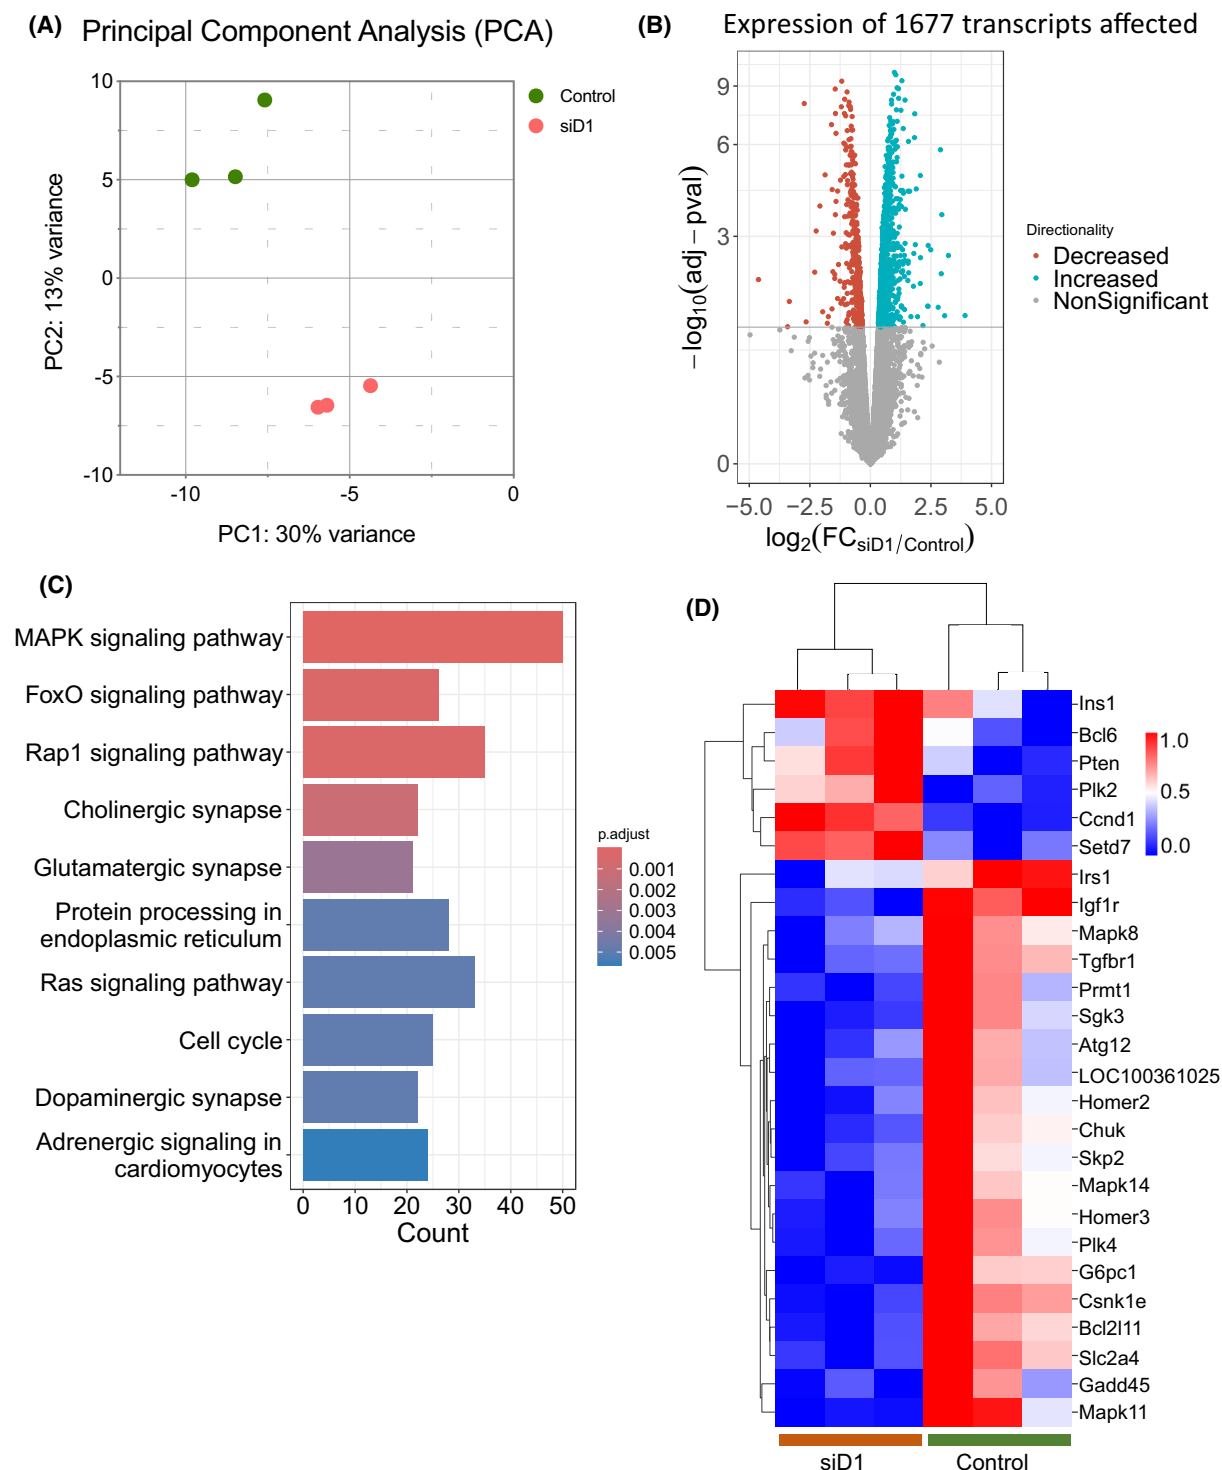 (A) Principal Component Analysis (PCA)
10
5
0
-5
-10
PC2: 13% variance
-10 -5 0
PC1: 30% variance
Control
siD1
(B) Expression of 1677 transcripts affected
9
6
3
0
−log10(adj−pval)
−5.0 −2.5 0.0 2.5 5.0
log2(FCsiD1/Control)
Directionality
Decreased
Increased
NonSignificant
(C)
MAPK signaling pathway
FoxO signaling pathway
Rap1 signaling pathway
Cholinergic synapse
Glutamatergic synapse
Protein processing in
endoplasmic reticulum
Ras signaling pathway
Cell cycle
Dopaminergic synapse
Adrenergic signaling in
cardiomyocytes
0 10 20 30 40 50
Count
p.adjust
0.001
0.002
0.003
0.004
0.005
(D)
Ins1
Bcl6
Pten
Plk2
Ccnd1
Setd7
Irs1
Igf1r
Mapk8
Tgfbr1
Prmt1
Sgk3
Atg12
LOC100361025
Homer2
Chuk
Skp2
Mapk14
Homer3
Plk4
G6pc1
Csnk1e
Bcl2l11
Slc2a4
Gadd45
Mapk11
1.0
0.5
0.0
siD1 Control